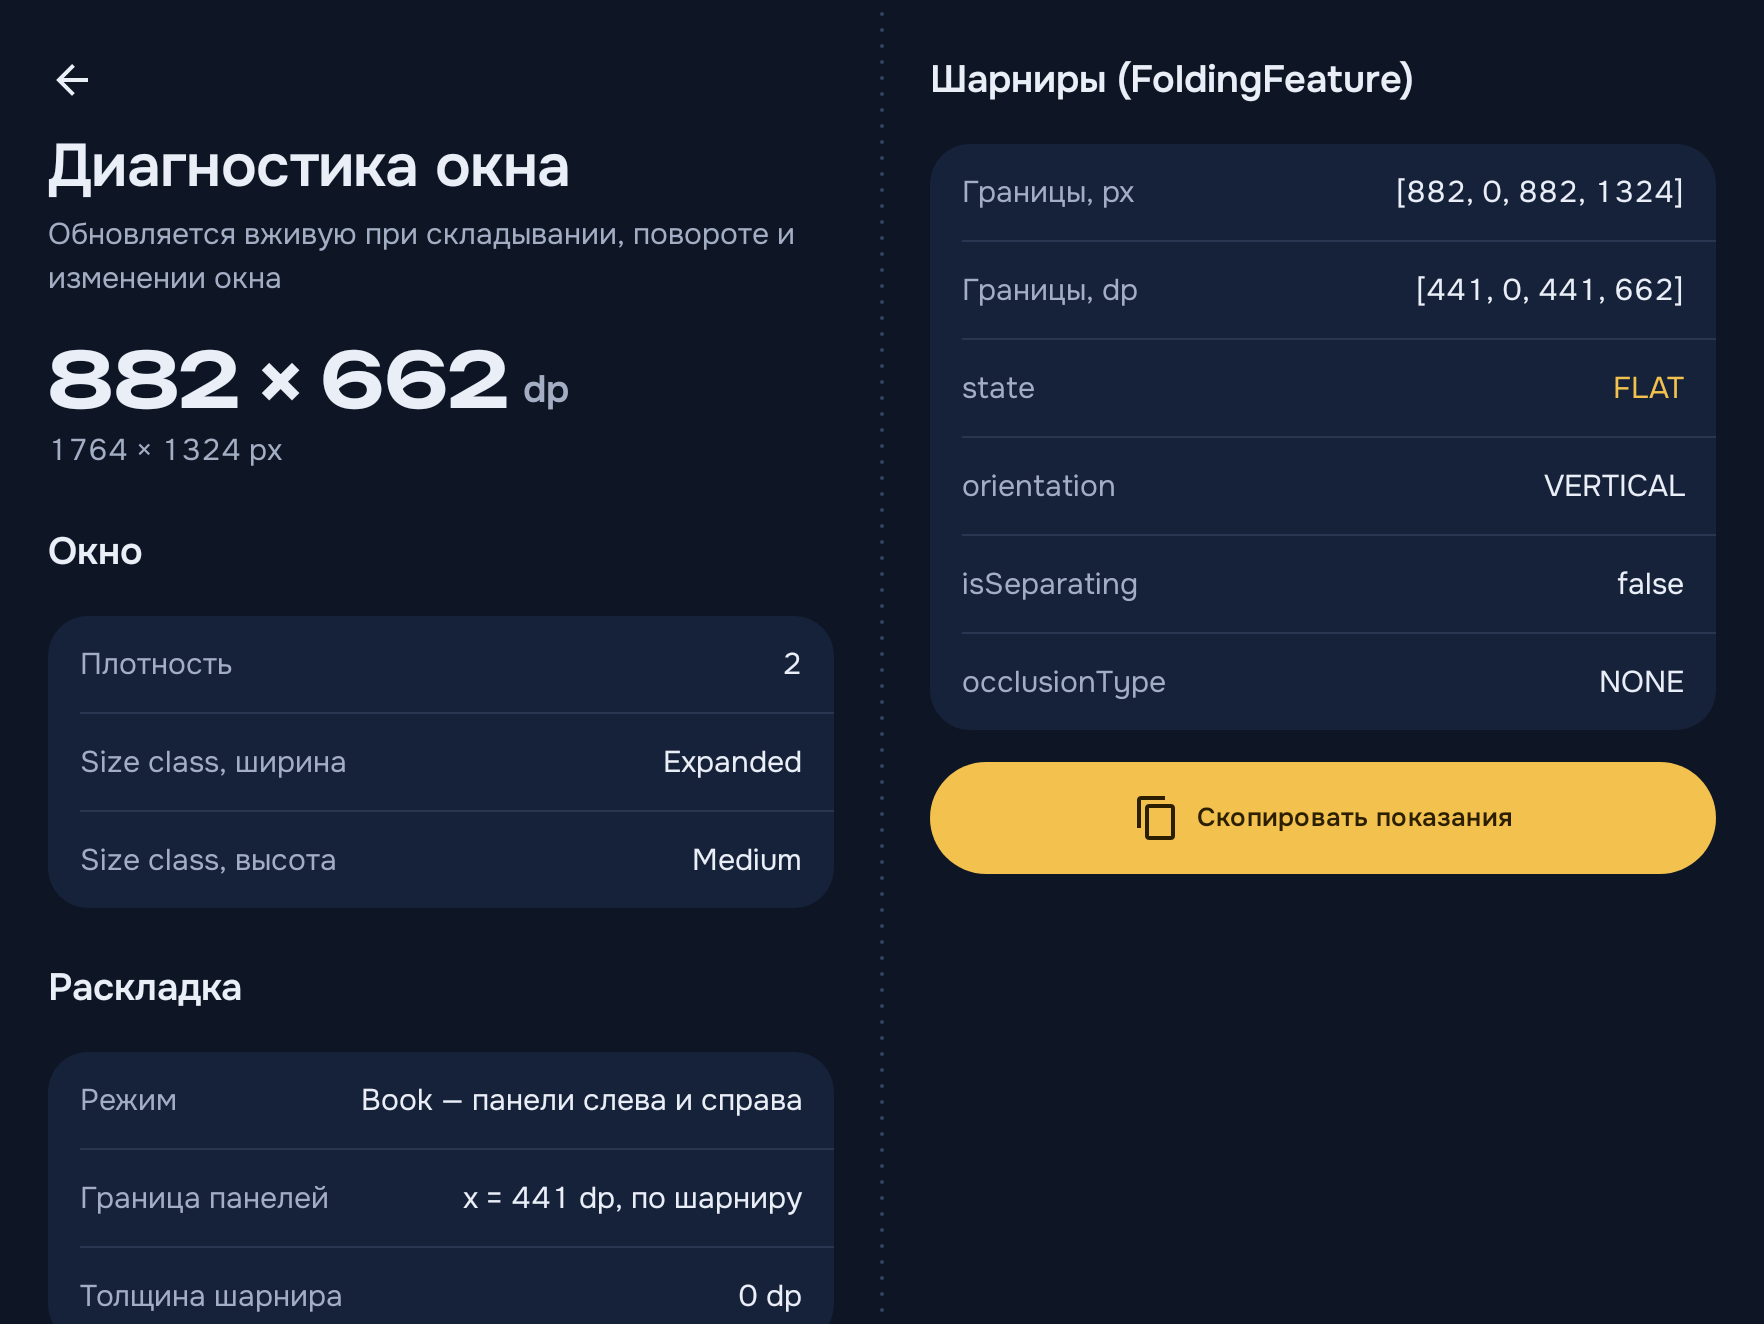 Диагностика окна
Обновляется вживую при складывании, повороте и
изменении окна
882 × 662 dp
1764 × 1324 px
Окно
Плотность 2
Size class, ширина Expanded
Size class, высота Medium
Раскладка
Режим Book — панели слева и справа
Граница панелей x = 441 dp, по шарниру
Толщина шарнира 0 dp
Шарниры (FoldingFeature)
Границы, px [882, 0, 882, 1324]
Границы, dp [441, 0, 441, 662]
state FLAT
orientation VERTICAL
isSeparating false
occlusionType NONE
Скопировать показания